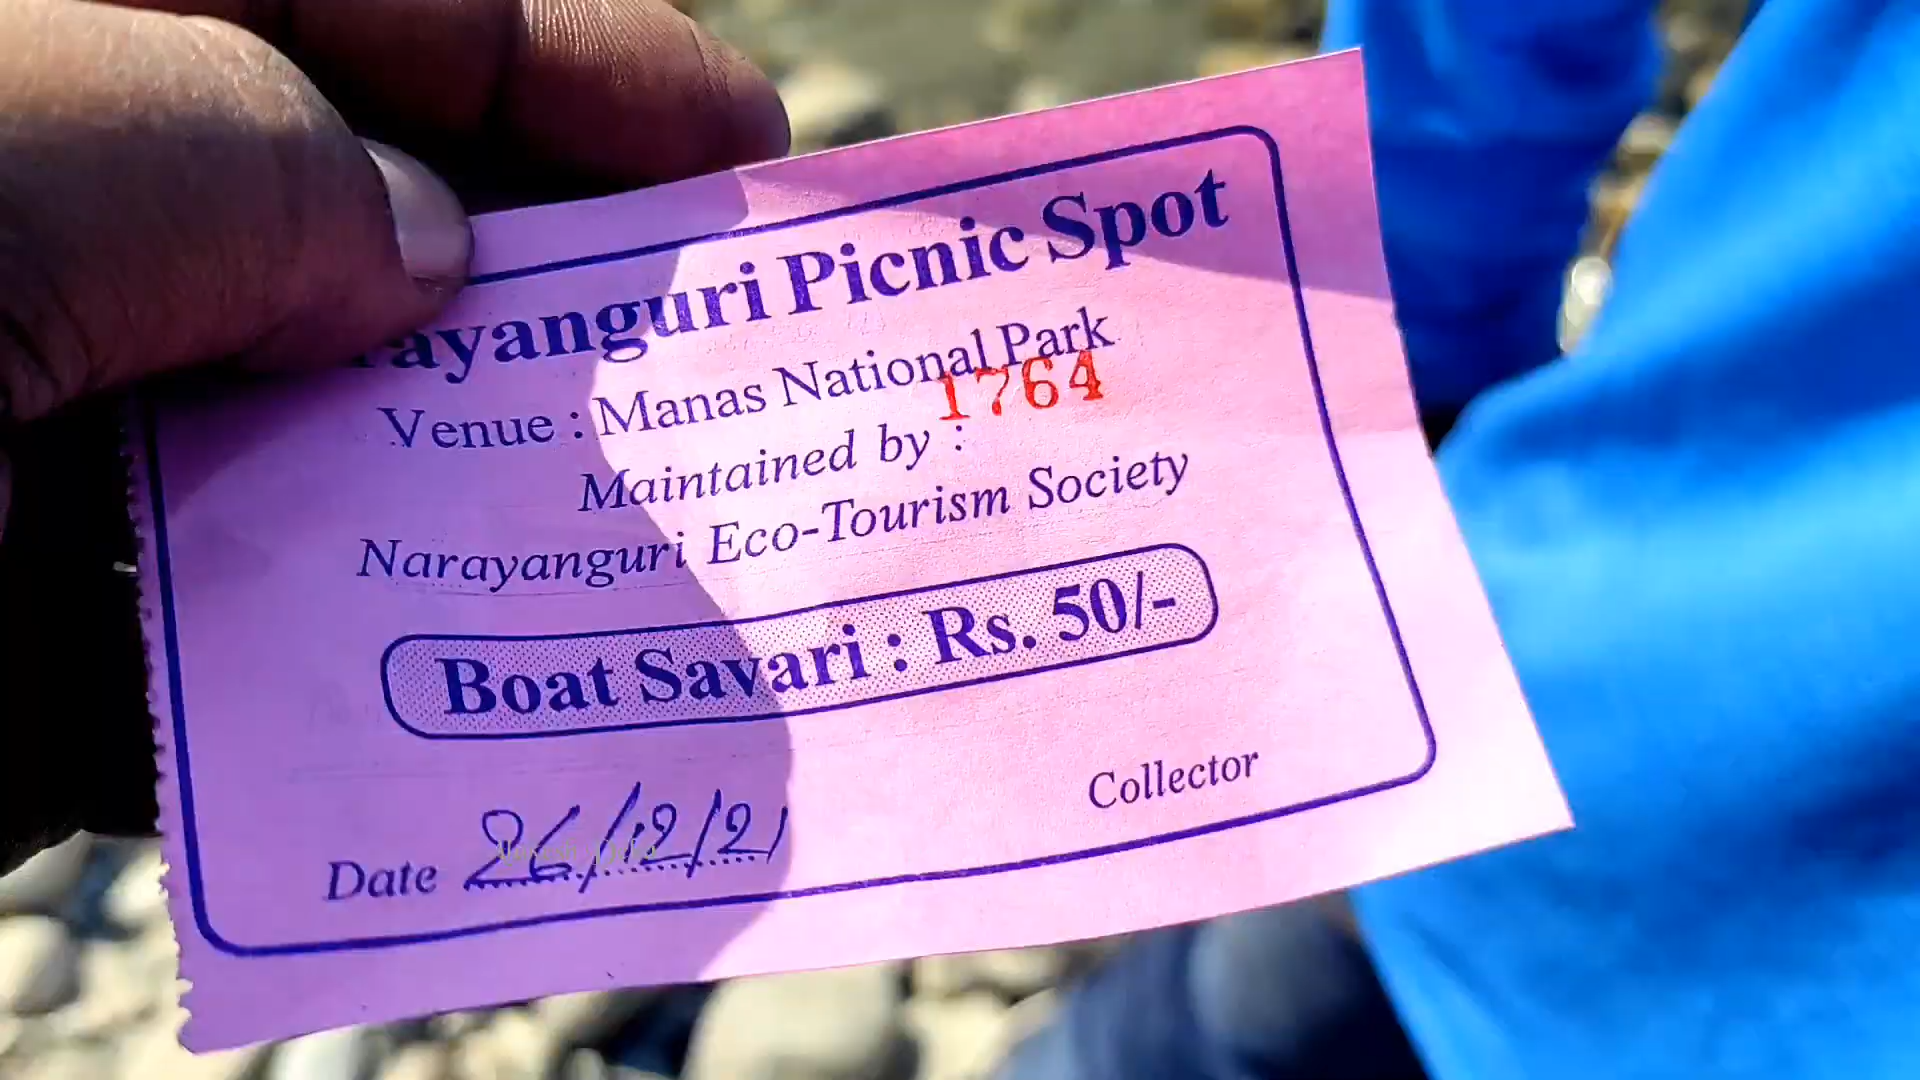 ayanguri Picnic Spot
Venue : Manas National Park
1764
Maintained by :
Narayanguri Eco-Tourism Society
Boat Savari : Rs. 50/-
Collector
Date 26/12/21